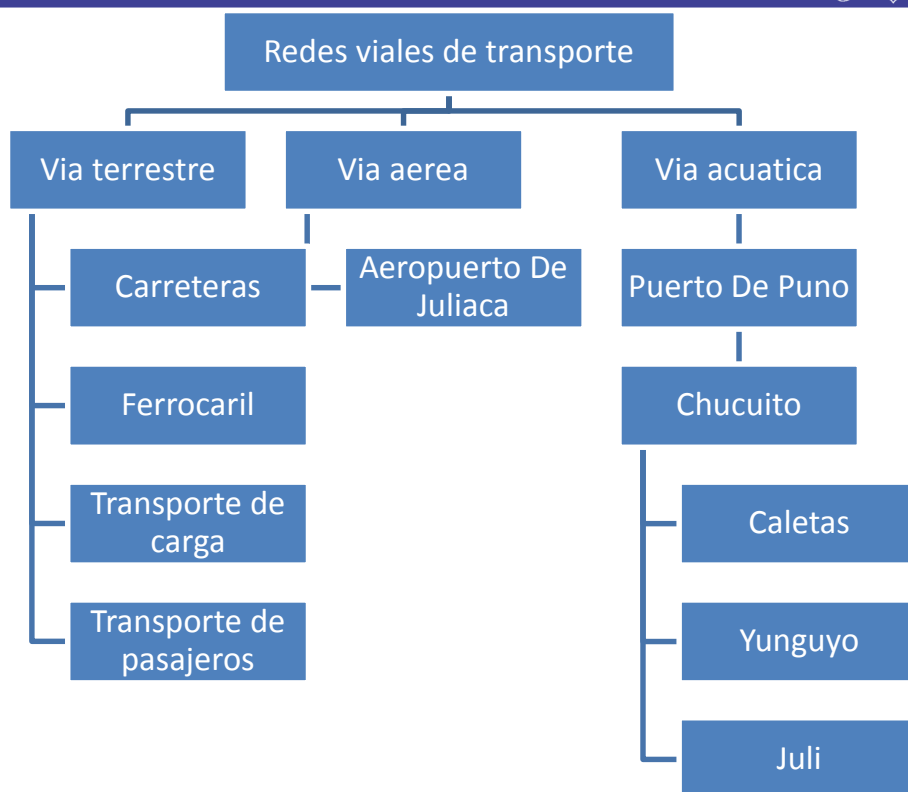 Redes viales de transporte
Via terrestre
Via aerea
Via acuatica
Carreteras
Aeropuerto De
Juliaca
Puerto De Puno
Ferrocaril
Chucuito
Transporte de
carga
Caletas
Transporte de
pasajeros
Yunguyo
Juli